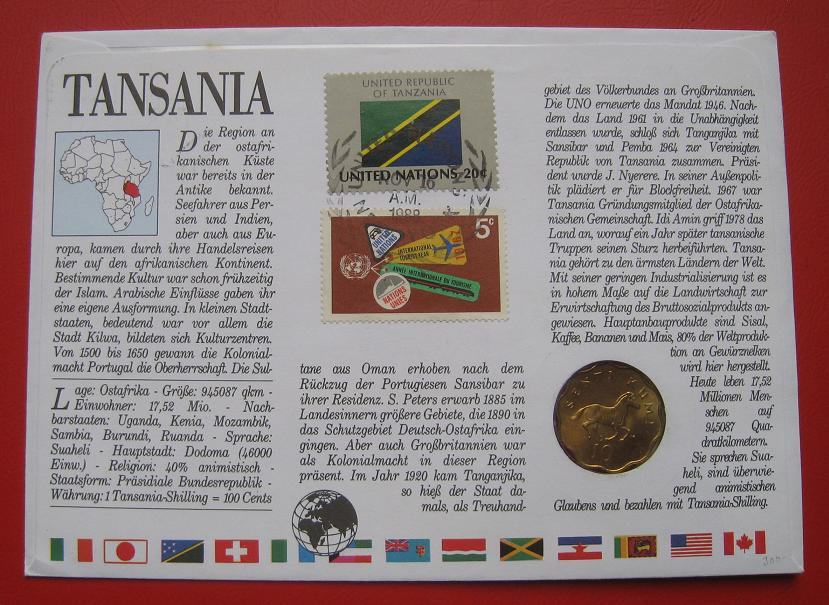 TANSANIA
Die Region an
der ostafri-
kanischen Küste
war bereits in der
Antike bekannt.
Seefahrer aus Per-
sien und Indien,
aber auch aus Eu-
ropa, kamen durch ihre Handelsreisen
hier auf den afrikanischen Kontinent.
Bestimmende Kultur war schon frühzeitig
der Islam. Arabische Einflüsse gaben ihr
eine eigene Ausformung. In kleinen Stadt-
staaten, bedeutend war vor allem die
Stadt Kilwa, bildeten sich Kulturzentren.
Von 1500 bis 1650 gewann die Kolonial-
macht Portugal die Oberherrschaft. Die Sul-
Lage: Ostafrika - Größe: 945087 qkm -
Einwohner: 17,52 Mio. - Nach-
barstaaten: Uganda, Kenia, Mozambik,
Sambia, Burundi, Ruanda - Sprache:
Suaheli - Hauptstadt: Dodoma (46000
Einw.) - Religion: 40% animistisch -
Staatsform: Präsidiale Bundesrepublik -
Währung: 1 Tansania-Shilling = 100 Cents
UNITED REPUBLIC
OF TANZANIA
UNITED NATIONS 20c
NOV 16
A.M.
1988
5c
UNITED NATIONS
INTERNATIONAL
TOURIST YEAR
1967
ANNÉE INTERNATIONALE DU TOURISME
NATIONS
UNIES
tane aus Oman erhoben nach dem
Rückzug der Portugiesen Sansibar zu
ihrer Residenz. S. Peters erwarb 1885 im
Landesinnern größere Gebiete, die 1890 in
das Schutzgebiet Deutsch-Ostafrika ein-
gingen. Aber auch Großbritannien war
als Kolonialmacht in dieser Region
präsent. Im Jahr 1920 kam Tanganjika,
so hieß der Staat da-
mals, als Treuhand-
gebiet des Völkerbundes an Großbritannien.
Die UNO erneuerte das Mandat 1946. Nach-
dem das Land 1961 in die Unabhängigkeit
entlassen wurde, schloß sich Tanganjika mit
Sansibar und Pemba 1964 zur Vereinigten
Republik von Tansania zusammen. Präsi-
dent wurde J. Nyerere. In seiner Außenpoli-
tik plädiert er für Blockfreiheit. 1967 war
Tansania Gründungsmitglied der Ostafrika-
nischen Gemeinschaft. Idi Amin griff 1978 das
Land an, worauf ein Jahr später tansanische
Truppen seinen Sturz herbeiführten. Tansa-
nia gehört zu den ärmsten Ländern der Welt.
Mit seiner geringen Industrialisierung ist es
in hohem Maße auf die Landwirtschaft zur
Erwirtschaftung des Bruttosozialprodukts an-
gewiesen. Hauptanbauprodukte sind Sisal,
Kaffee, Bananen und Mais, 80% der Weltproduk-
tion an Gewürznelken
wird hier hergestellt.
Heute leben 17,52
Millionen Men-
schen auf
945087 Qua-
dratkilometern.
Sie sprechen Sua-
heli, sind überwie-
gend animistischen
Glaubens und bezahlen mit Tansania-Shilling.
SENTI KUMI
10